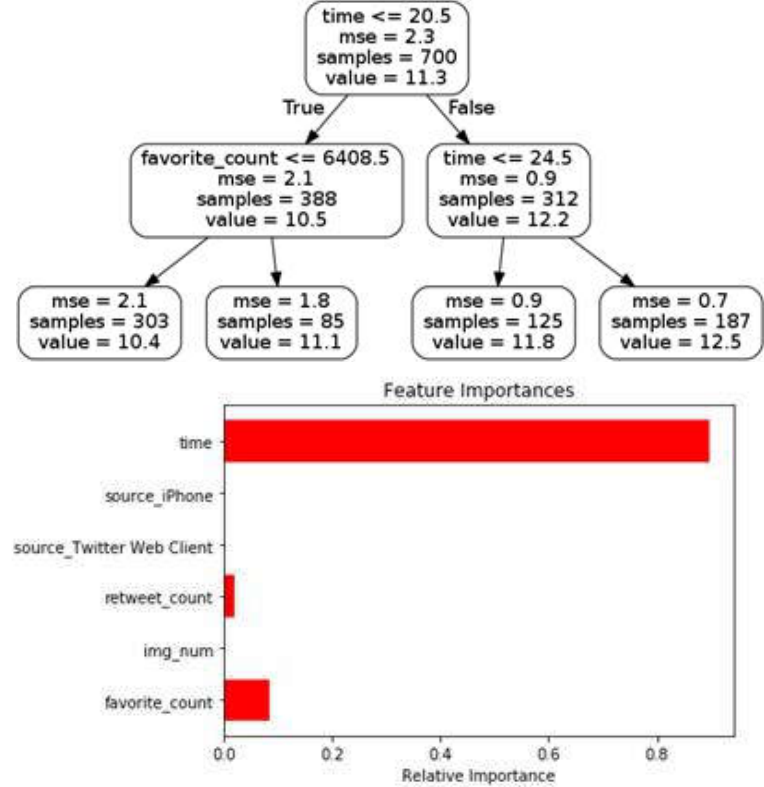 time <= 20.5
mse = 2.3
samples = 700
value = 11.3
True
False
favorite_count <= 6408.5
mse = 2.1
samples = 388
value = 10.5
time <= 24.5
mse = 0.9
samples = 312
value = 12.2
mse = 2.1
samples = 303
value = 10.4
mse = 1.8
samples = 85
value = 11.1
mse = 0.9
samples = 125
value = 11.8
mse = 0.7
samples = 187
value = 12.5
Feature Importances
time
source_iPhone
source_Twitter Web Client
retweet_count
img_num
favorite_count
0.0 0.2 0.4 0.6 0.8
Relative Importance